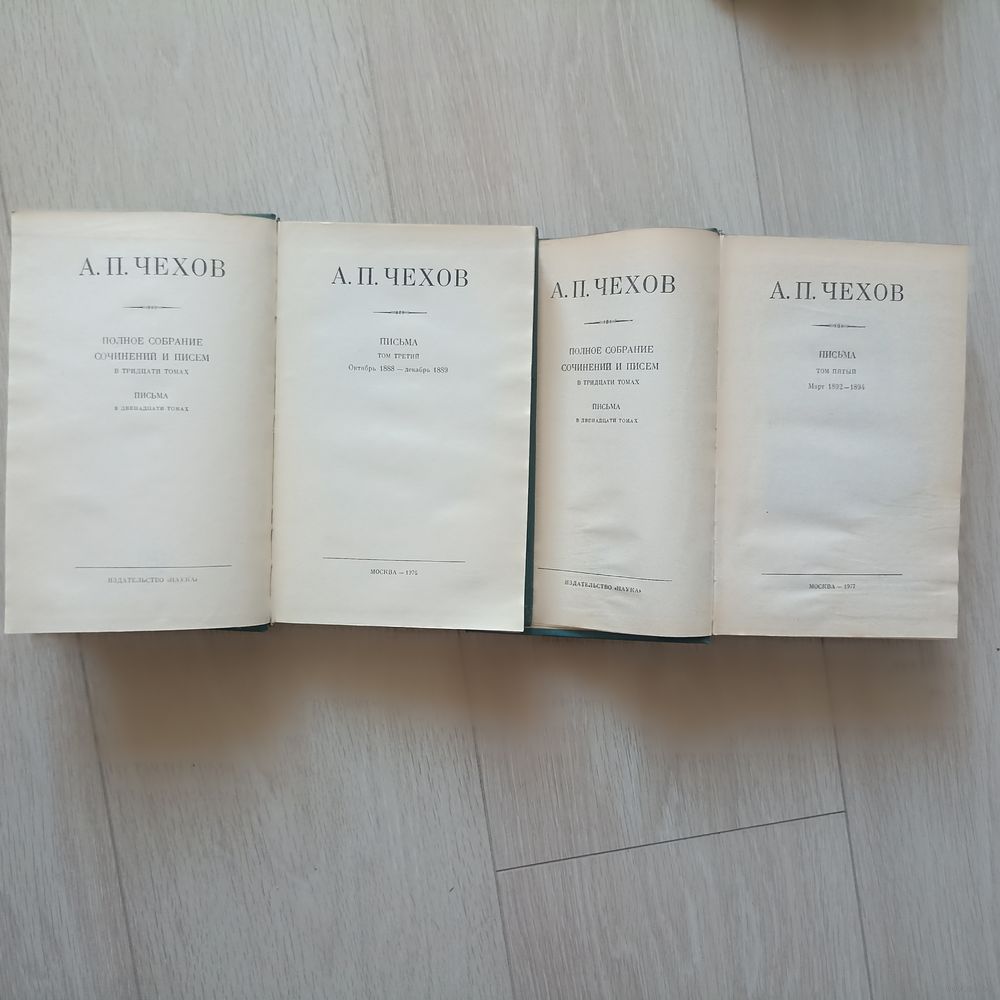 А. П. ЧЕХОВ
ПОЛНОЕ СОБРАНИЕ
СОЧИНЕНИЙ И ПИСЕМ
В ТРИДЦАТИ ТОМАХ
ПИСЬМА
В ДВЕНАДЦАТИ ТОМАХ
ИЗДАТЕЛЬСТВО «НАУКА»
А. П. ЧЕХОВ
ПИСЬМА
ТОМ ТРЕТИЙ
Октябрь 1888 — декабрь 1889
МОСКВА — 1976
А. П. ЧЕХОВ
ПОЛНОЕ СОБРАНИЕ
СОЧИНЕНИЙ И ПИСЕМ
В ТРИДЦАТИ ТОМАХ
ПИСЬМА
В ДВЕНАДЦАТИ ТОМАХ
ИЗДАТЕЛЬСТВО «НАУКА»
А. П. ЧЕХОВ
ПИСЬМА
ТОМ ПЯТЫЙ
Март 1892—1894
МОСКВА — 1977